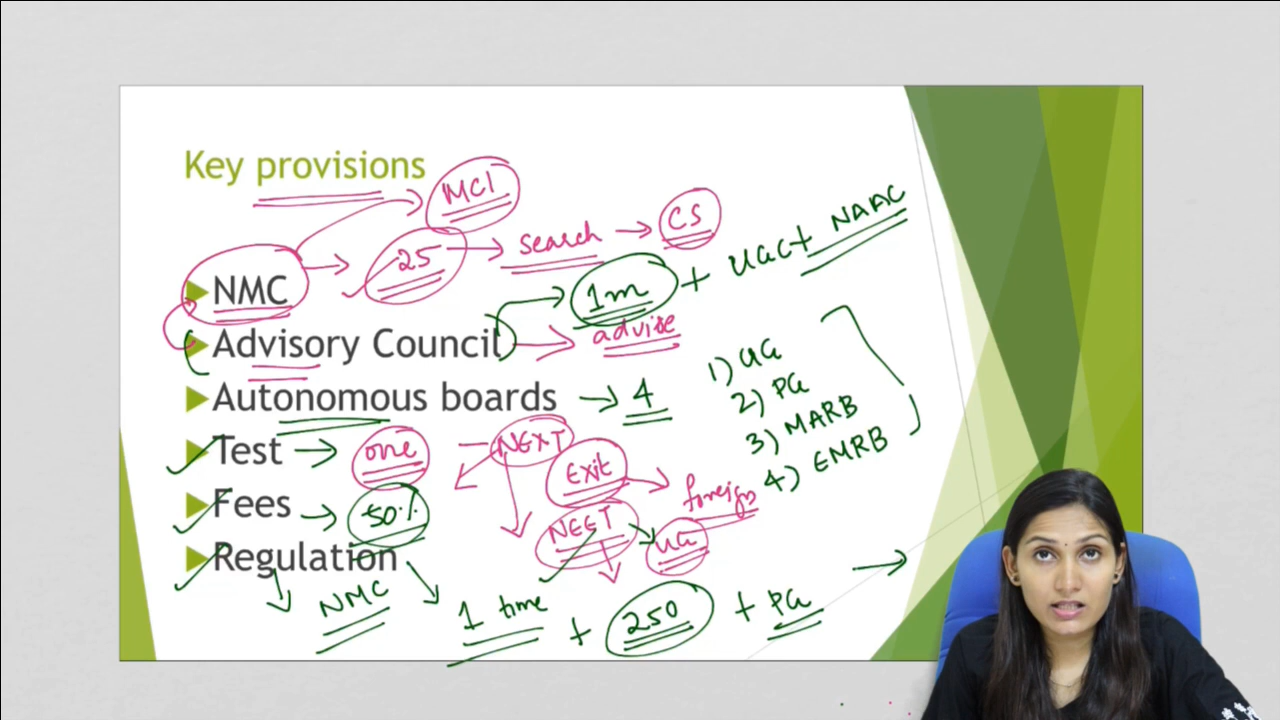 Key provisions
MCI
NMC → 25 → search → CS
Advisory Council → 1m + UGC + NAAC
→ advise
Autonomous boards → 4
1) UG
2) PG
3) MARB
4) EMRB
Test → one — NEXT
Exit → foreign
Fees → 50%
NEET → UG
Regulation
NMC
1 time + 250 + PG →